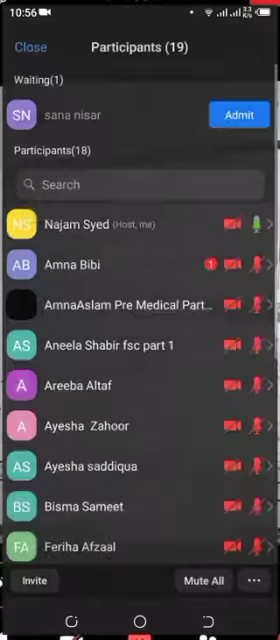 10:56
3.3
K/s
Close
Participants (19)
Waiting(1)
SN
sana nisar
Admit
Participants(18)
Search
NS
Najam Syed (Host, me)
AB
Amna Bibi
1
AmnaAslam Pre Medical Part...
AS
Aneela Shabir fsc part 1
A
Areeba Altaf
A
Ayesha Zahoor
AS
Ayesha saddiqua
BS
Bisma Sameet
FA
Feriha Afzaal
Invite
Mute All
...